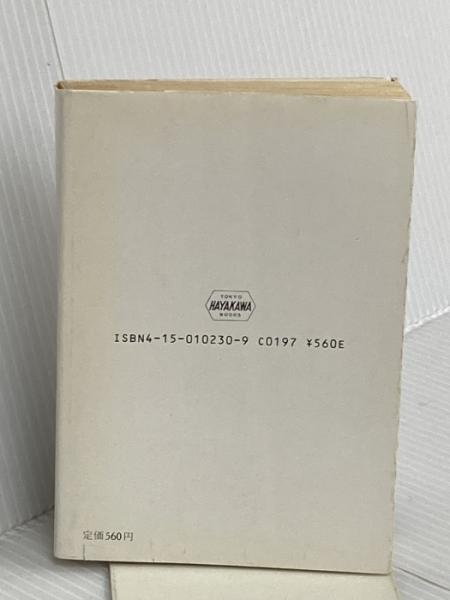 TOKYO
HAYAKAWA
BOOKS
ISBN4-15-010230-9 C0197 ¥560E
定価560円